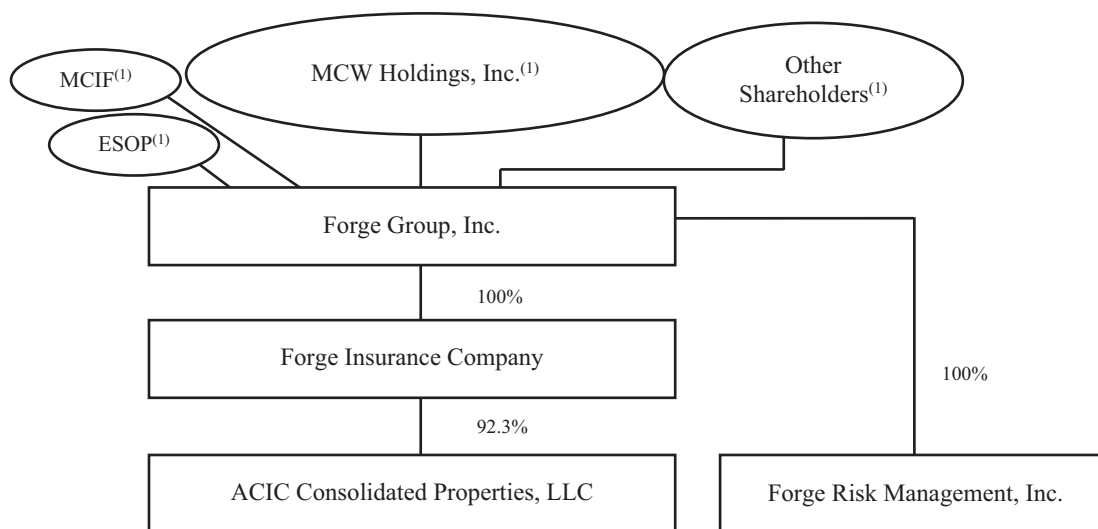 MCIF(1)
MCW Holdings, Inc.(1)
Other
Shareholders(1)
ESOP(1)
Forge Group, Inc.
100%
Forge Insurance Company
100%
92.3%
ACIC Consolidated Properties, LLC
Forge Risk Management, Inc.